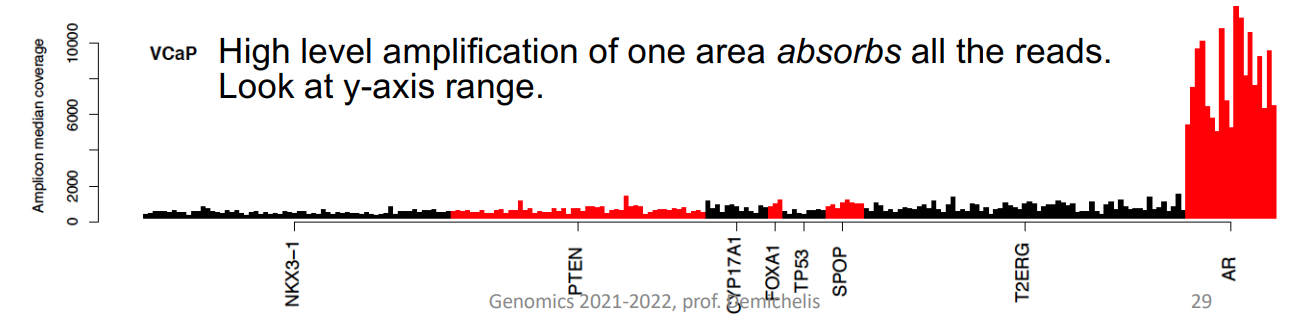 VCaP High level amplification of one area absorbs all the reads.
Look at y-axis range.
Amplicon median coverage
10000
6000
2000
0
NKX3−1
PTEN
CYP17A1
FOXA1
TP53
SPOP
T2ERG
AR
Genomics 2021-2022, prof. Demichelis
29